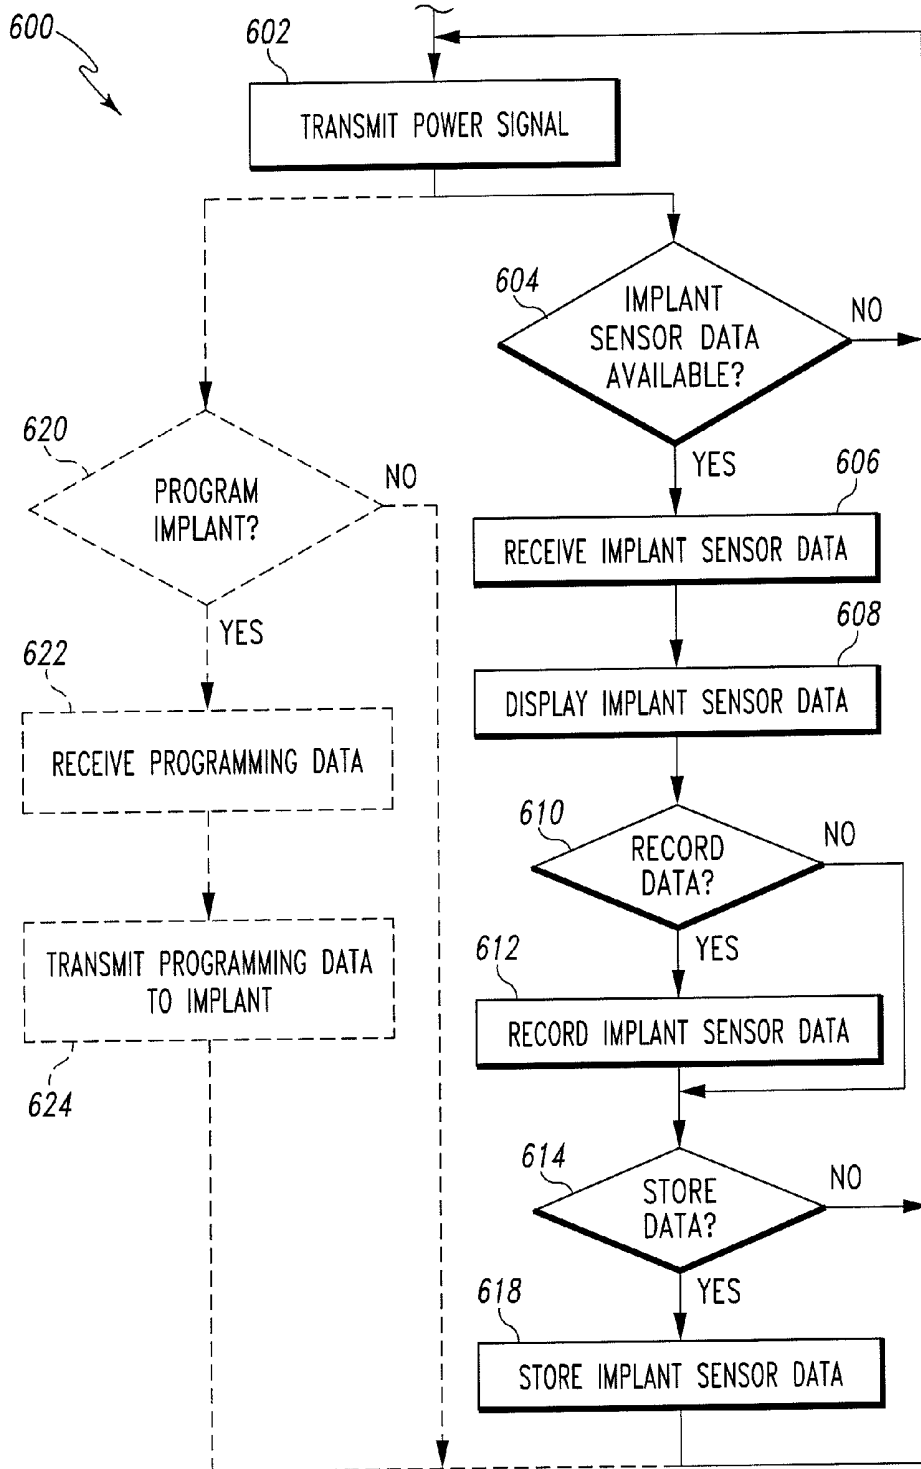 600
602
TRANSMIT POWER SIGNAL
604
IMPLANT
SENSOR DATA
AVAILABLE?
NO
YES
606
RECEIVE IMPLANT SENSOR DATA
608
DISPLAY IMPLANT SENSOR DATA
610
RECORD
DATA?
NO
YES
612
RECORD IMPLANT SENSOR DATA
614
STORE
DATA?
NO
YES
618
STORE IMPLANT SENSOR DATA
620
PROGRAM
IMPLANT?
NO
YES
622
RECEIVE PROGRAMMING DATA
TRANSMIT PROGRAMMING DATA
TO IMPLANT
624